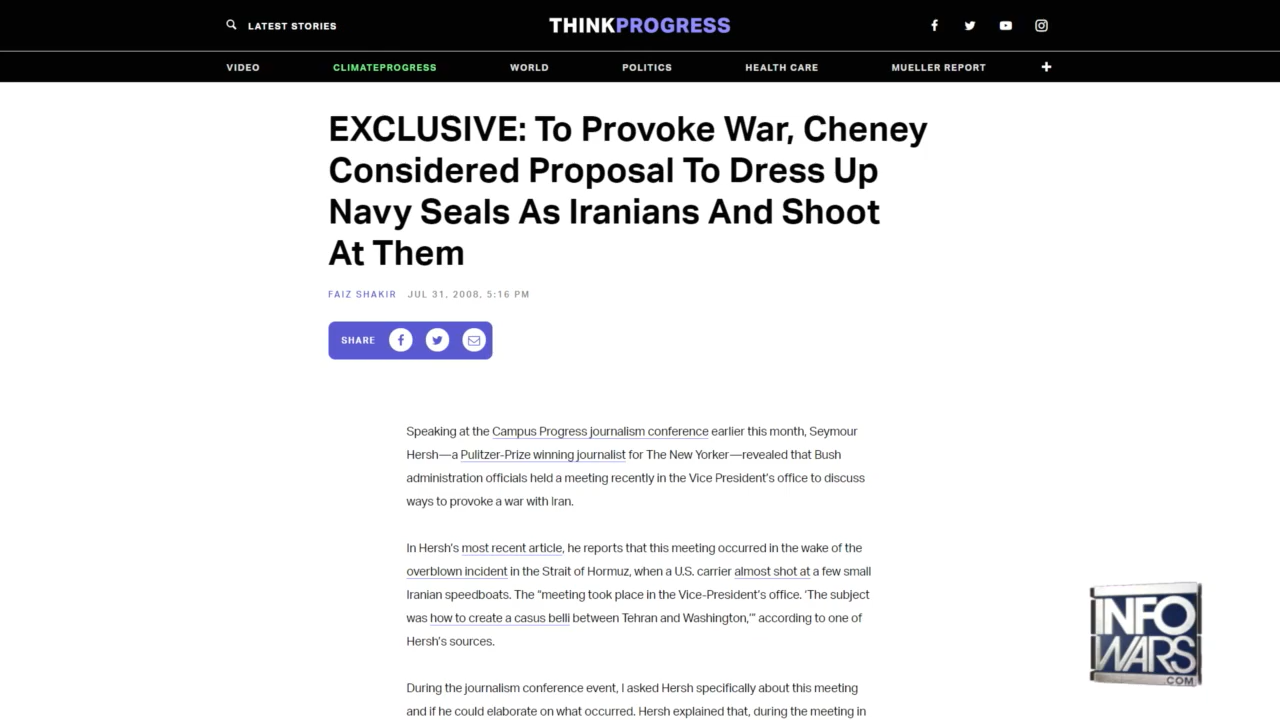 LATEST STORIES
THINKPROGRESS
VIDEO
CLIMATEPROGRESS
WORLD
POLITICS
HEALTH CARE
MUELLER REPORT
EXCLUSIVE: To Provoke War, Cheney
Considered Proposal To Dress Up
Navy Seals As Iranians And Shoot
At Them
FAIZ SHAKIR JUL 31, 2008, 5:16 PM
SHARE
Speaking at the Campus Progress journalism conference earlier this month, Seymour
Hersh—a Pulitzer-Prize winning journalist for The New Yorker—revealed that Bush
administration officials held a meeting recently in the Vice President's office to discuss
ways to provoke a war with Iran.
In Hersh's most recent article, he reports that this meeting occurred in the wake of the
overblown incident in the Strait of Hormuz, when a U.S. carrier almost shot at a few small
Iranian speedboats. The “meeting took place in the Vice-President's office. ‘The subject
was how to create a casus belli between Tehran and Washington,’” according to one of
Hersh's sources.
During the journalism conference event, I asked Hersh specifically about this meeting
and if he could elaborate on what occurred. Hersh explained that, during the meeting in
INFO
WARS
.COM